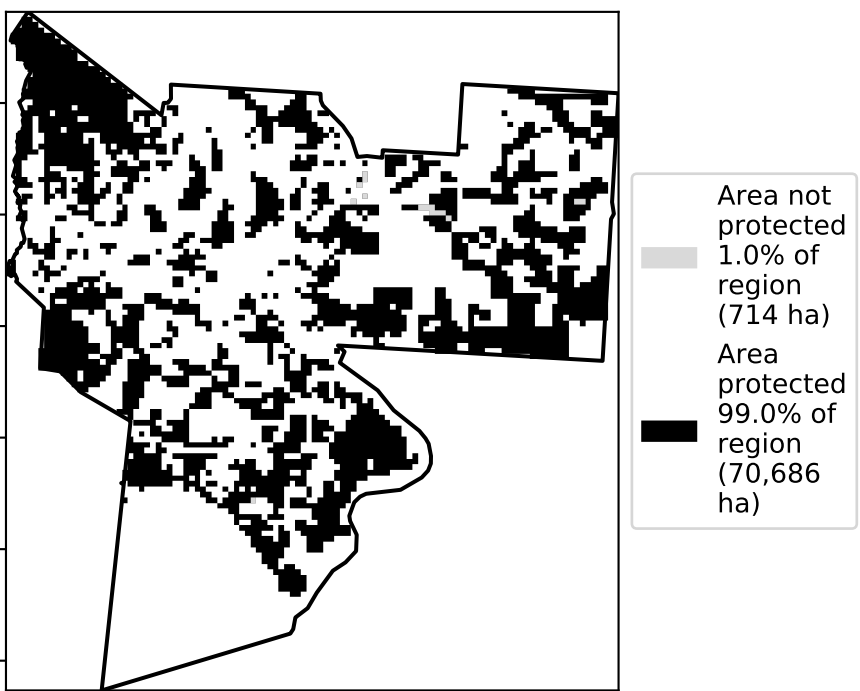 Area not
protected
1.0% of
region
(714 ha)
Area
protected
99.0% of
region
(70,686
ha)